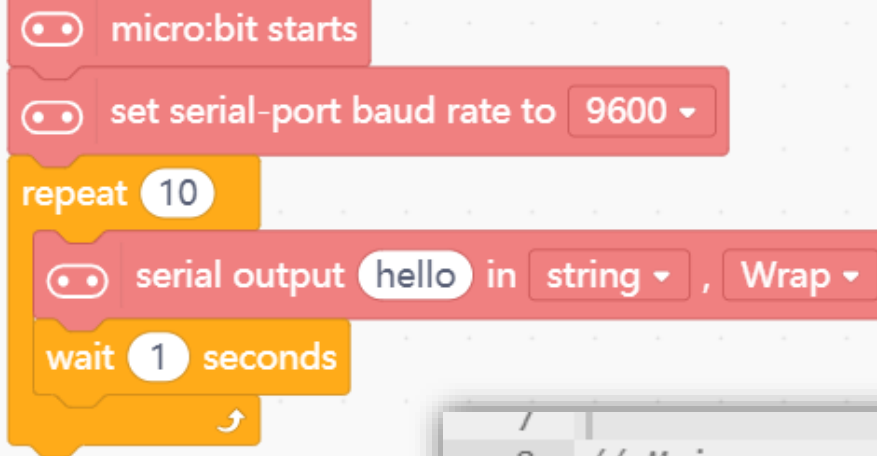 micro:bit starts
set serial-port baud rate to 9600
repeat 10
serial output hello in string , Wrap
wait 1 seconds
7